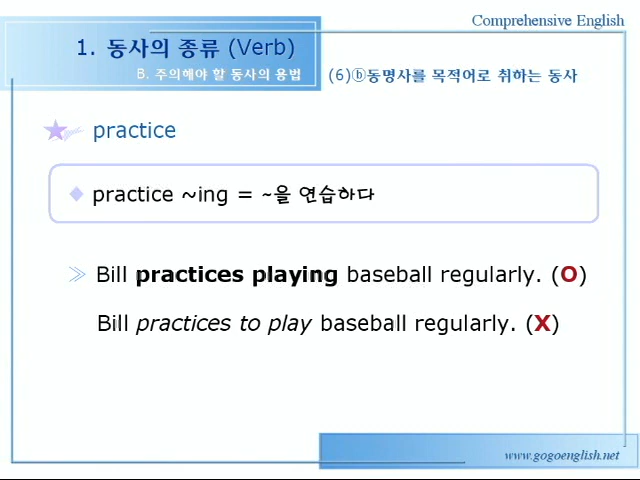 Comprehensive English
1. 동사의 종류 (Verb)
B. 주의해야 할 동사의 용법
(6)ⓑ동명사를 목적어로 취하는 동사
practice
practice ~ing = ~을 연습하다
Bill practices playing baseball regularly. (O)
Bill practices to play baseball regularly. (X)
www.gogoenglish.net